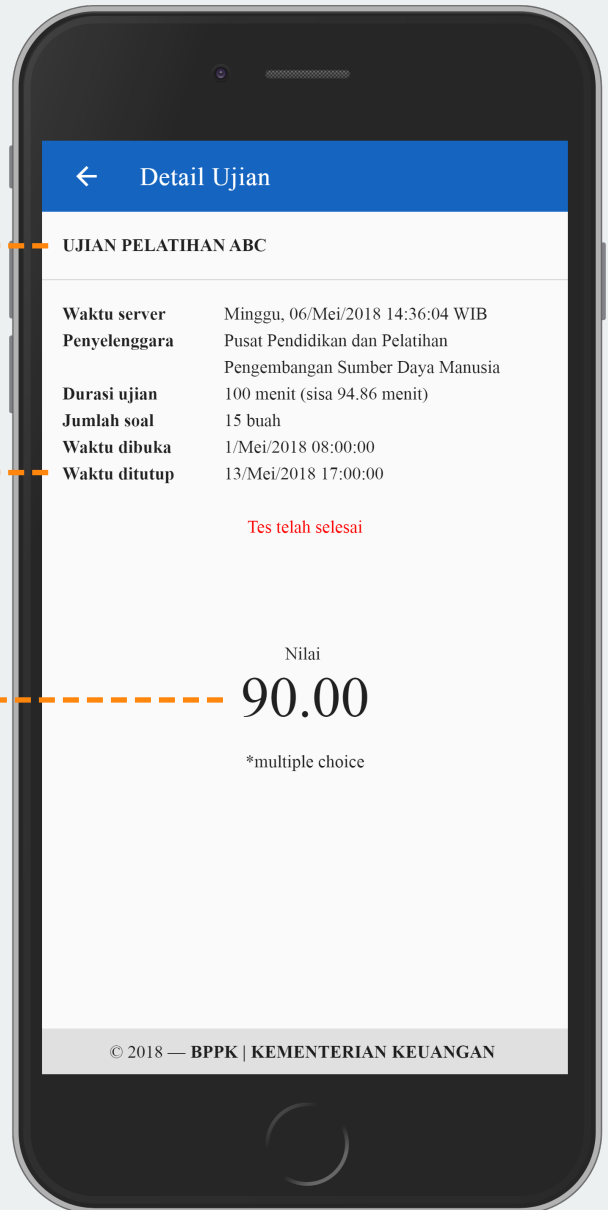 Detail Ujian
UJIAN PELATIHAN ABC
Waktu server Minggu, 06/Mei/2018 14:36:04 WIB
Penyelenggara Pusat Pendidikan dan Pelatihan
Pengembangan Sumber Daya Manusia
Durasi ujian 100 menit (sisa 94.86 menit)
Jumlah soal 15 buah
Waktu dibuka 1/Mei/2018 08:00:00
Waktu ditutup 13/Mei/2018 17:00:00
Tes telah selesai
Nilai
90.00
*multiple choice
© 2018 — BPPK | KEMENTERIAN KEUANGAN